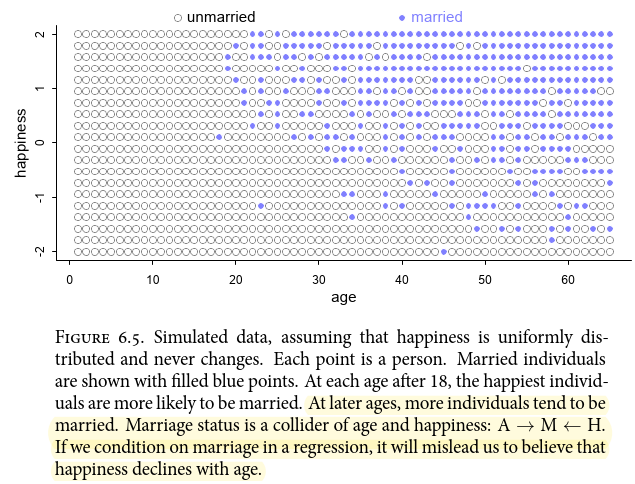 unmarried married
2
1
0
-1
-2
happiness
0 10 20 30 40 50 60
age
FIGURE 6.5. Simulated data, assuming that happiness is uniformly dis-
tributed and never changes. Each point is a person. Married individuals
are shown with filled blue points. At each age after 18, the happiest individ-
uals are more likely to be married. At later ages, more individuals tend to be
married. Marriage status is a collider of age and happiness: A → M ← H.
If we condition on marriage in a regression, it will mislead us to believe that
happiness declines with age.